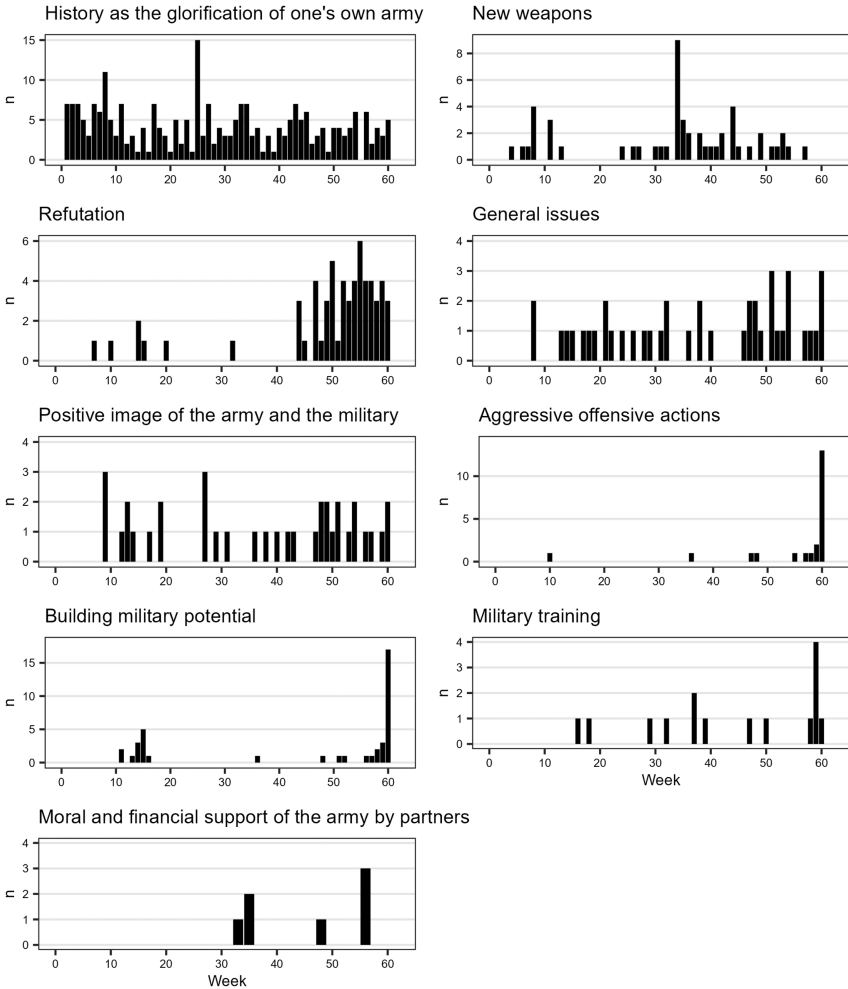 History as the glorification of one's own army
n
15
10
5
0
0 10 20 30 40 50 60
New weapons
n
8
6
4
2
0
0 10 20 30 40 50 60
Refutation
n
6
4
2
0
0 10 20 30 40 50 60
General issues
n
4
3
2
1
0
0 10 20 30 40 50 60
Positive image of the army and the military
n
4
3
2
1
0
0 10 20 30 40 50 60
Aggressive offensive actions
n
10
5
0
0 10 20 30 40 50 60
Building military potential
n
15
10
5
0
0 10 20 30 40 50 60
Military training
n
4
3
2
1
0
0 10 20 30 40 50 60
Week
Moral and financial support of the army by partners
n
4
3
2
1
0
0 10 20 30 40 50 60
Week